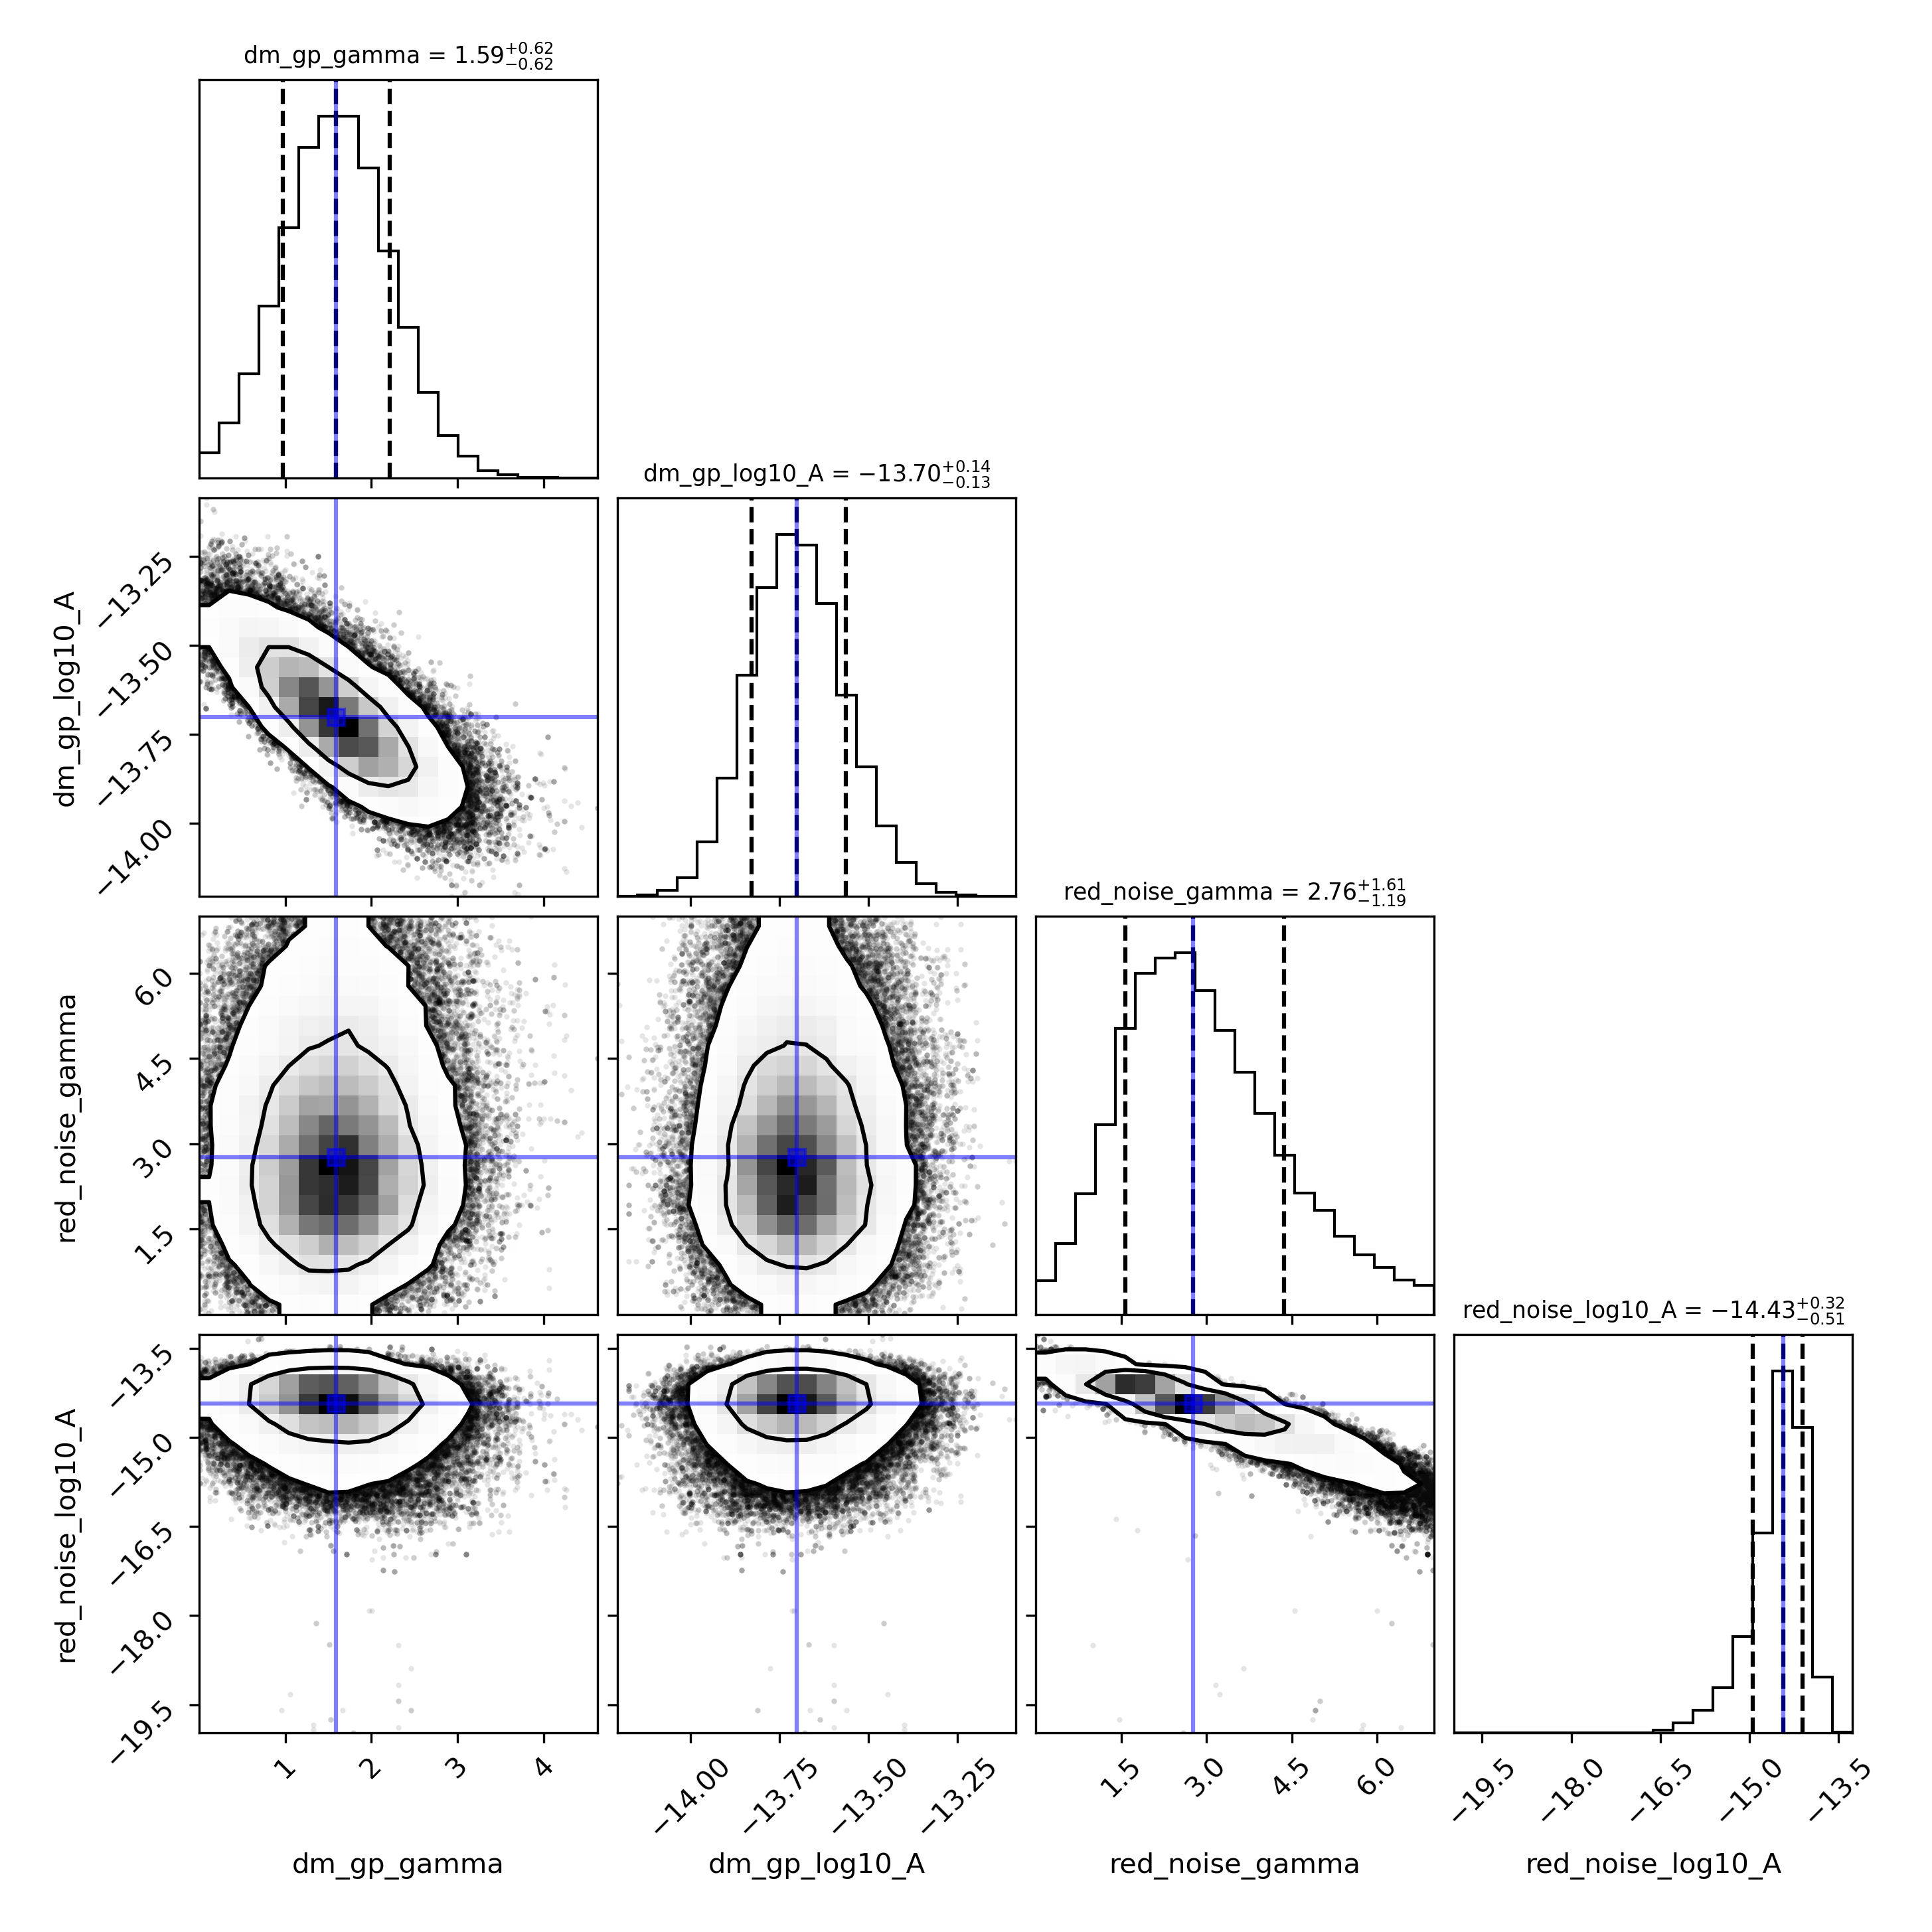 dm_gp_gamma = 1.59+0.62−0.62
dm_gp_log10_A = −13.70+0.14−0.13
red_noise_gamma = 2.76+1.61−1.19
red_noise_log10_A = −14.43+0.32−0.51
dm_gp_log10_A
−13.25
−13.50
−13.75
−14.00
red_noise_gamma
6.0
4.5
3.0
1.5
red_noise_log10_A
−13.5
−15.0
−16.5
−18.0
−19.5
1 2 3 4
−14.00 −13.75 −13.50 −13.25
1.5 3.0 4.5 6.0
−19.5 −18.0 −16.5 −15.0 −13.5
dm_gp_gamma
dm_gp_log10_A
red_noise_gamma
red_noise_log10_A